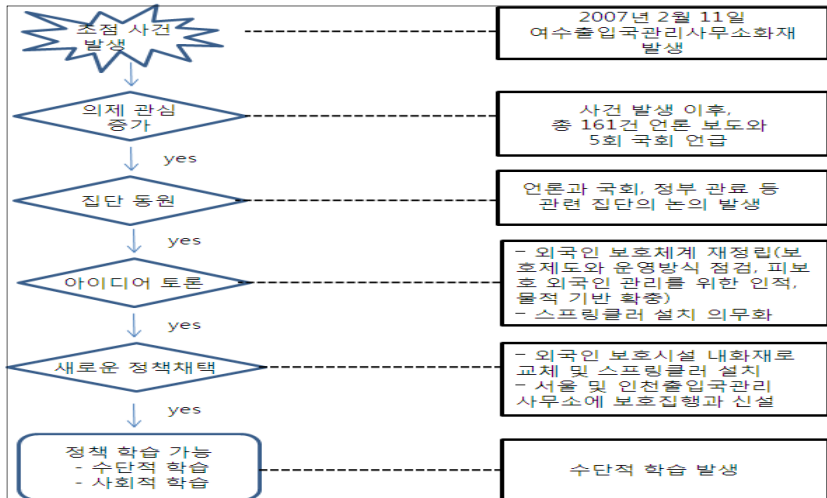 초점 사건
발생
2007년 2월 11일
여수출입국관리사무소화재
발생
의제 관심
증가
사건 발생 이후,
총 161건 언론 보도와
5회 국회 언급
yes
집단 동원
언론과 국회, 정부 관료 등
관련 집단의 논의 발생
yes
아이디어 토론
- 외국인 보호체계 재정립(보
호제도와 운영방식 점검, 피보
호 외국인 관리를 위한 인적,
물적 기반 확충)
- 스프링클러 설치 의무화
yes
새로운 정책채택
- 외국인 보호시설 내화재로
교체 및 스프링클러 설치
- 서울 및 인천출입국관리
사무소에 보호집행과 신설
yes
정책 학습 가능
- 수단적 학습
- 사회적 학습
수단적 학습 발생